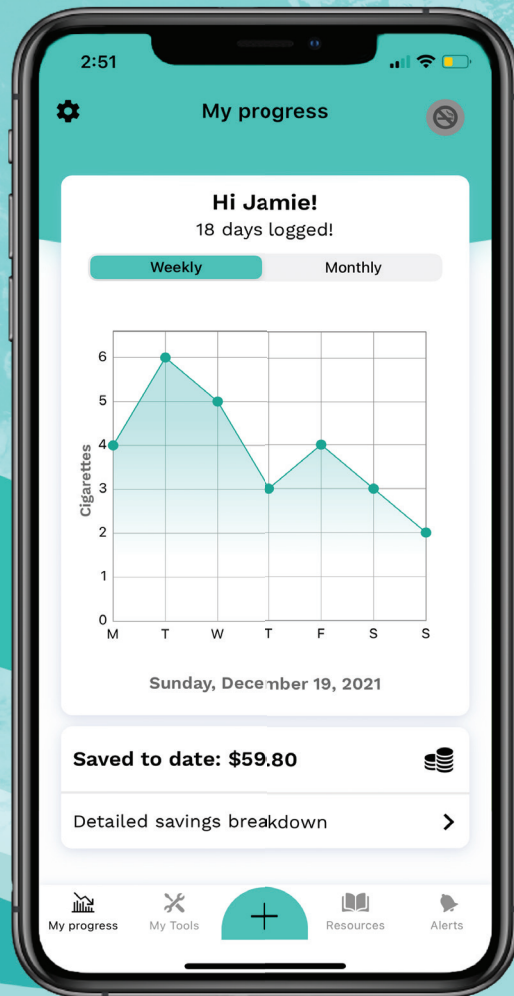 2:51
My progress
Hi Jamie!
18 days logged!
Weekly Monthly
6
5
4
3
2
1
0
Cigarettes
M T W T F S S
Sunday, December 19, 2021
Saved to date: $59.80
Detailed savings breakdown
My progress My Tools Resources Alerts